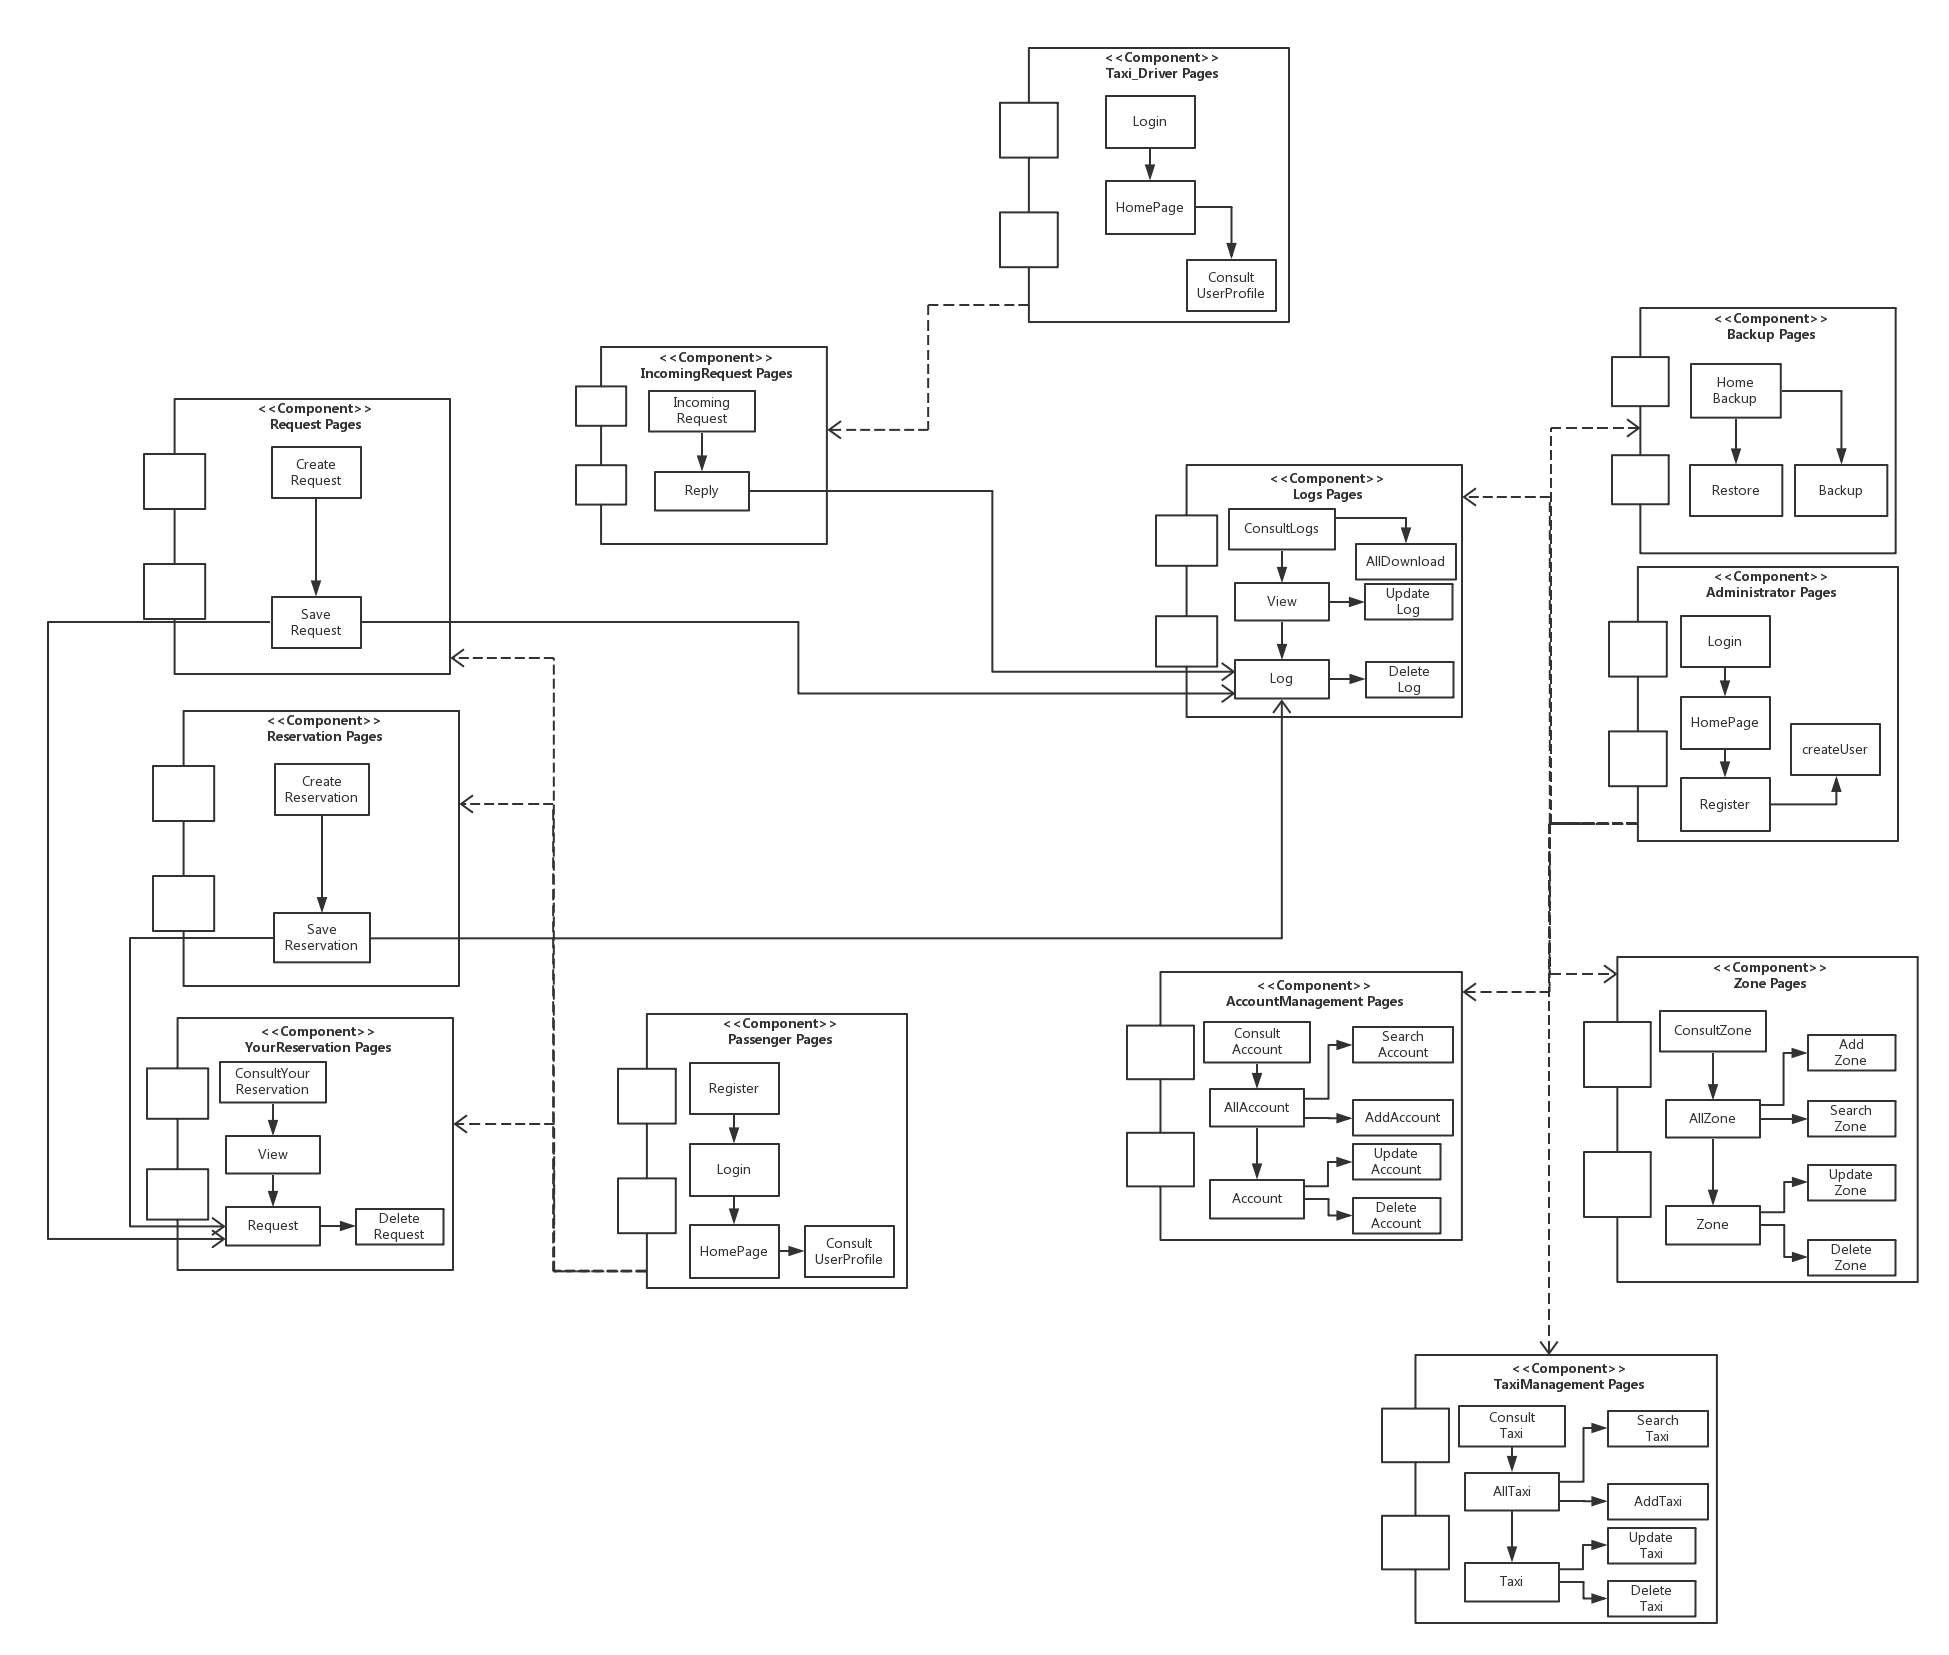 <<Component>>
Taxi_Driver Pages
Login
HomePage
Consult
UserProfile
<<Component>>
Backup Pages
Home
Backup
Restore
Backup
<<Component>>
IncomingRequest Pages
Incoming
Request
Reply
<<Component>>
Request Pages
Create
Request
Save
Request
<<Component>>
Logs Pages
ConsultLogs
AllDownload
View
Update
Log
Log
Delete
Log
<<Component>>
Administrator Pages
Login
HomePage
createUser
Register
<<Component>>
Reservation Pages
Create
Reservation
Save
Reservation
<<Component>>
YourReservation Pages
ConsultYour
Reservation
View
Request
Delete
Request
<<Component>>
Passenger Pages
Register
Login
HomePage
Consult
UserProfile
<<Component>>
AccountManagement Pages
Consult
Account
Search
Account
AllAccount
AddAccount
Update
Account
Account
Delete
Account
<<Component>>
Zone Pages
ConsultZone
Add
Zone
AllZone
Search
Zone
Update
Zone
Zone
Delete
Zone
<<Component>>
TaxiManagement Pages
Consult
Taxi
Search
Taxi
AllTaxi
AddTaxi
Update
Taxi
Taxi
Delete
Taxi